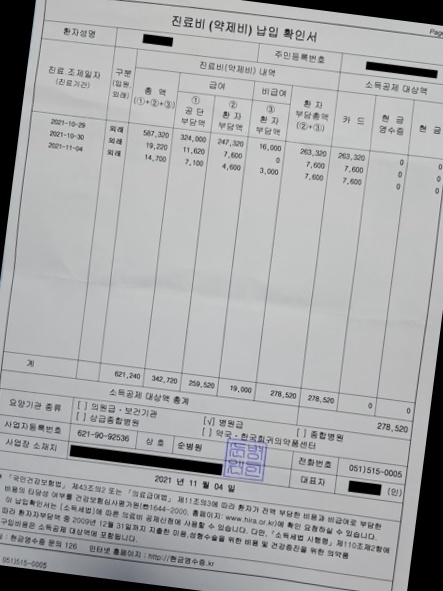 Page
진료비 (약제비) 납입 확인서
환자성명
주민등록번호
진료비(약제비) 내역
소득공제 대상액
진료.조제일자
(진료기간)
구분
(입원,
외래)
총 액
(①+②+③)
급여
①
공 단
부담액
②
환 자
부담액
비급여
③
환 자
부담액
환 자
부담총액
(②+③)
카 드
현 금
영수증
현 금
2021-10-29 외래 587,320 324,000 247,320 16,000 263,320 263,320 0 0
2021-10-30 외래 19,220 11,620 7,600 0 7,600 7,600 0 0
2021-11-04 외래 14,700 7,100 4,600 3,000 7,600 7,600 0 0
계 621,240 342,720 259,520 19,000 278,520 278,520 0 0
소득공제 대상액 총계 278,520
요양기관 종류 [ ] 의원급·보건기관 [√] 병원급 [ ] 종합병원
[ ] 상급종합병원 [ ] 약국·한국희귀의약품센터
사업자등록번호 621-90-92536 상 호 순병원 전화번호 051)515-0005
사업장 소재지 대표자 (인)
2021 년 11 월 04 일
「국민건강보험법」 제43조의2 또는 「의료급여법」 제11조의3에 따라 환자가 전액 부담한 비용과 비급여로 부담한
비용의 타당성 여부를 건강보험심사평가원(☎1644-2000, 홈페이지: www.hira.or.kr)에 확인 요청하실 수 있습니다.
이 납입확인서는 (소득세법)에 따른 의료비 공제신청에 사용할 수 있습니다. 다만, 「소득세법 시행령」 제110조제2항에
따라 환자부담액 중 2009년 12월 31일까지 지출한 미용,성형수술을 위한 비용 및 건강증진을 위한 의약품
구입비용은 소득공제 대상액에 포함됩니다.
현금영수증 문의 126 인터넷 홈페이지 : http://현금영수증.kr
051)515-0005